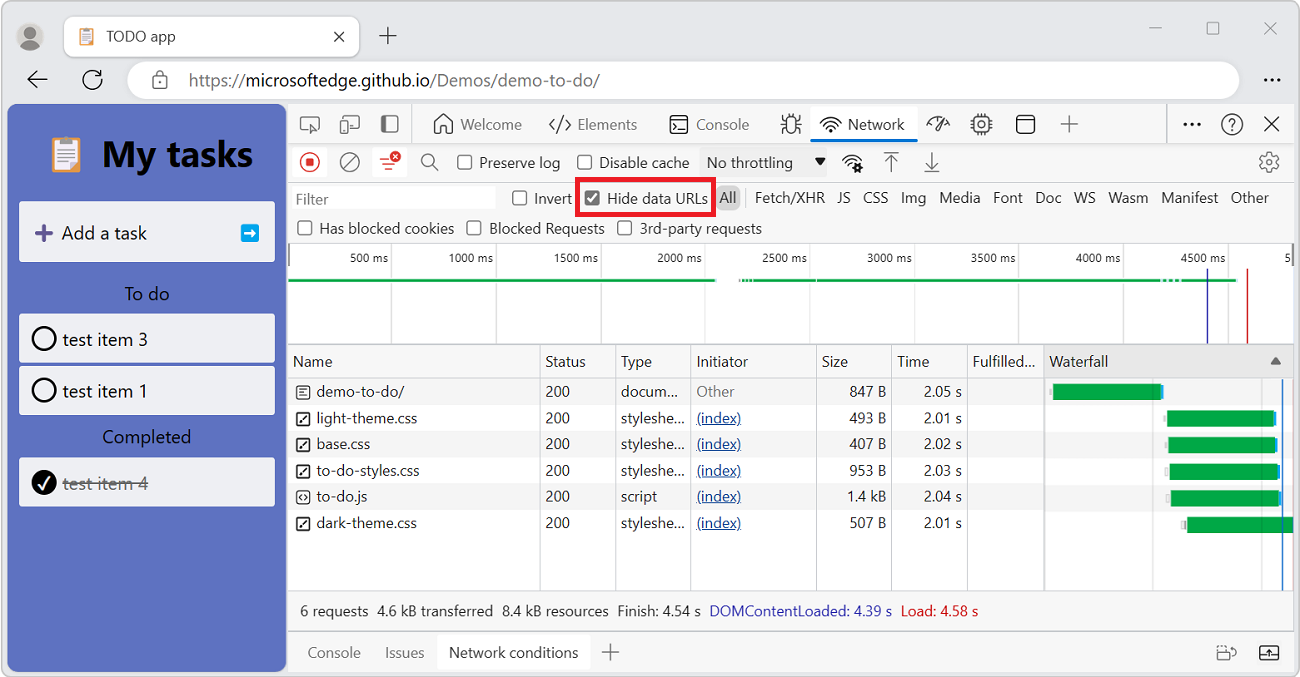 TODO app
https://microsoftedge.github.io/Demos/demo-to-do/
My tasks
Add a task
To do
test item 3
test item 1
Completed
test item 4
Welcome Elements Console Network
Preserve log Disable cache No throttling
Filter Invert Hide data URLs All Fetch/XHR JS CSS Img Media Font Doc WS Wasm Manifest Other
Has blocked cookies Blocked Requests 3rd-party requests
500 ms 1000 ms 1500 ms 2000 ms 2500 ms 3000 ms 3500 ms 4000 ms 4500 ms 5
Name Status Type Initiator Size Time Fulfilled... Waterfall
demo-to-do/ 200 docum... Other 847 B 2.05 s
light-theme.css 200 styleshe... (index) 493 B 2.01 s
base.css 200 styleshe... (index) 407 B 2.02 s
to-do-styles.css 200 styleshe... (index) 953 B 2.03 s
to-do.js 200 script (index) 1.4 kB 2.04 s
dark-theme.css 200 styleshe... (index) 507 B 2.01 s
6 requests 4.6 kB transferred 8.4 kB resources Finish: 4.54 s DOMContentLoaded: 4.39 s Load: 4.58 s
Console Issues Network conditions